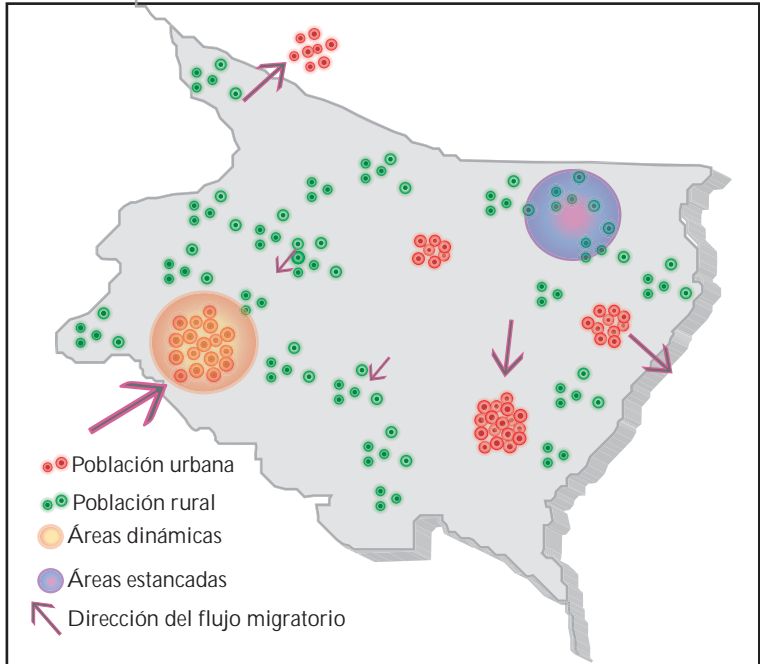 Población urbana
Población rural
Áreas dinámicas
Áreas estancadas
Dirección del flujo migratorio